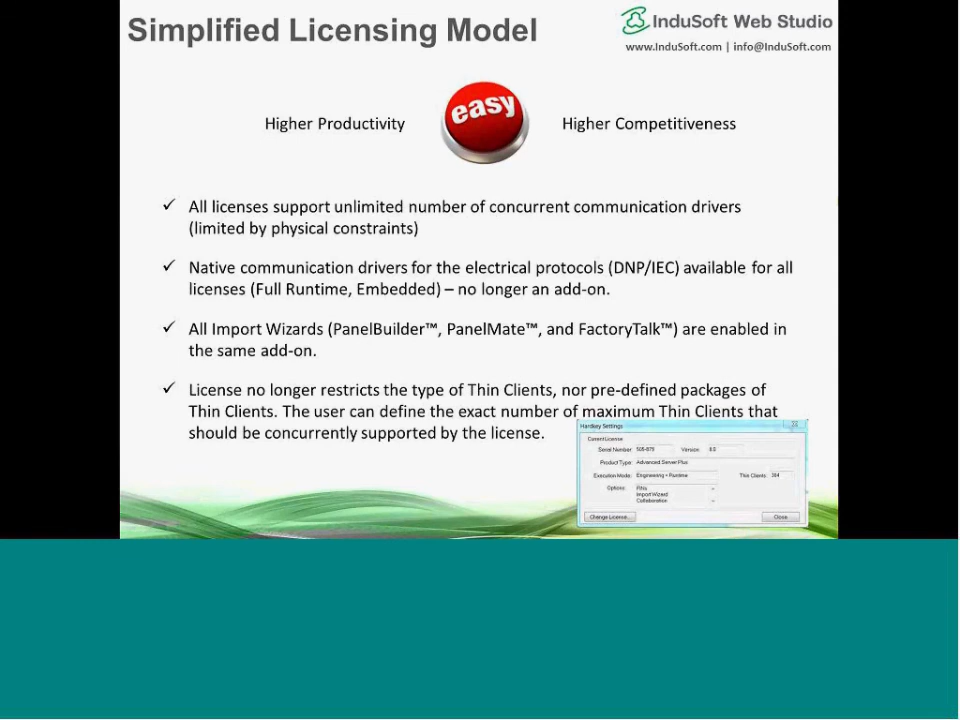 Simplified Licensing Model
InduSoft Web Studio
www.InduSoft.com | info@InduSoft.com
Higher Productivity
easy
Higher Competitiveness
✓ All licenses support unlimited number of concurrent communication drivers
(limited by physical constraints)
✓ Native communication drivers for the electrical protocols (DNP/IEC) available for all
licenses (Full Runtime, Embedded) – no longer an add-on.
✓ All Import Wizards (PanelBuilder™, PanelMate™, and FactoryTalk™) are enabled in
the same add-on.
✓ License no longer restricts the type of Thin Clients, nor pre-defined packages of
Thin Clients. The user can define the exact number of maximum Thin Clients that
should be concurrently supported by the license.
Hardkey Settings
Current License
Serial Number: Version:
Product Type: Advanced Server Plus
Execution Mode: Engineering + Runtime Thin Clients:
Options:
Import Wizard
Collaboration
Change License... Close